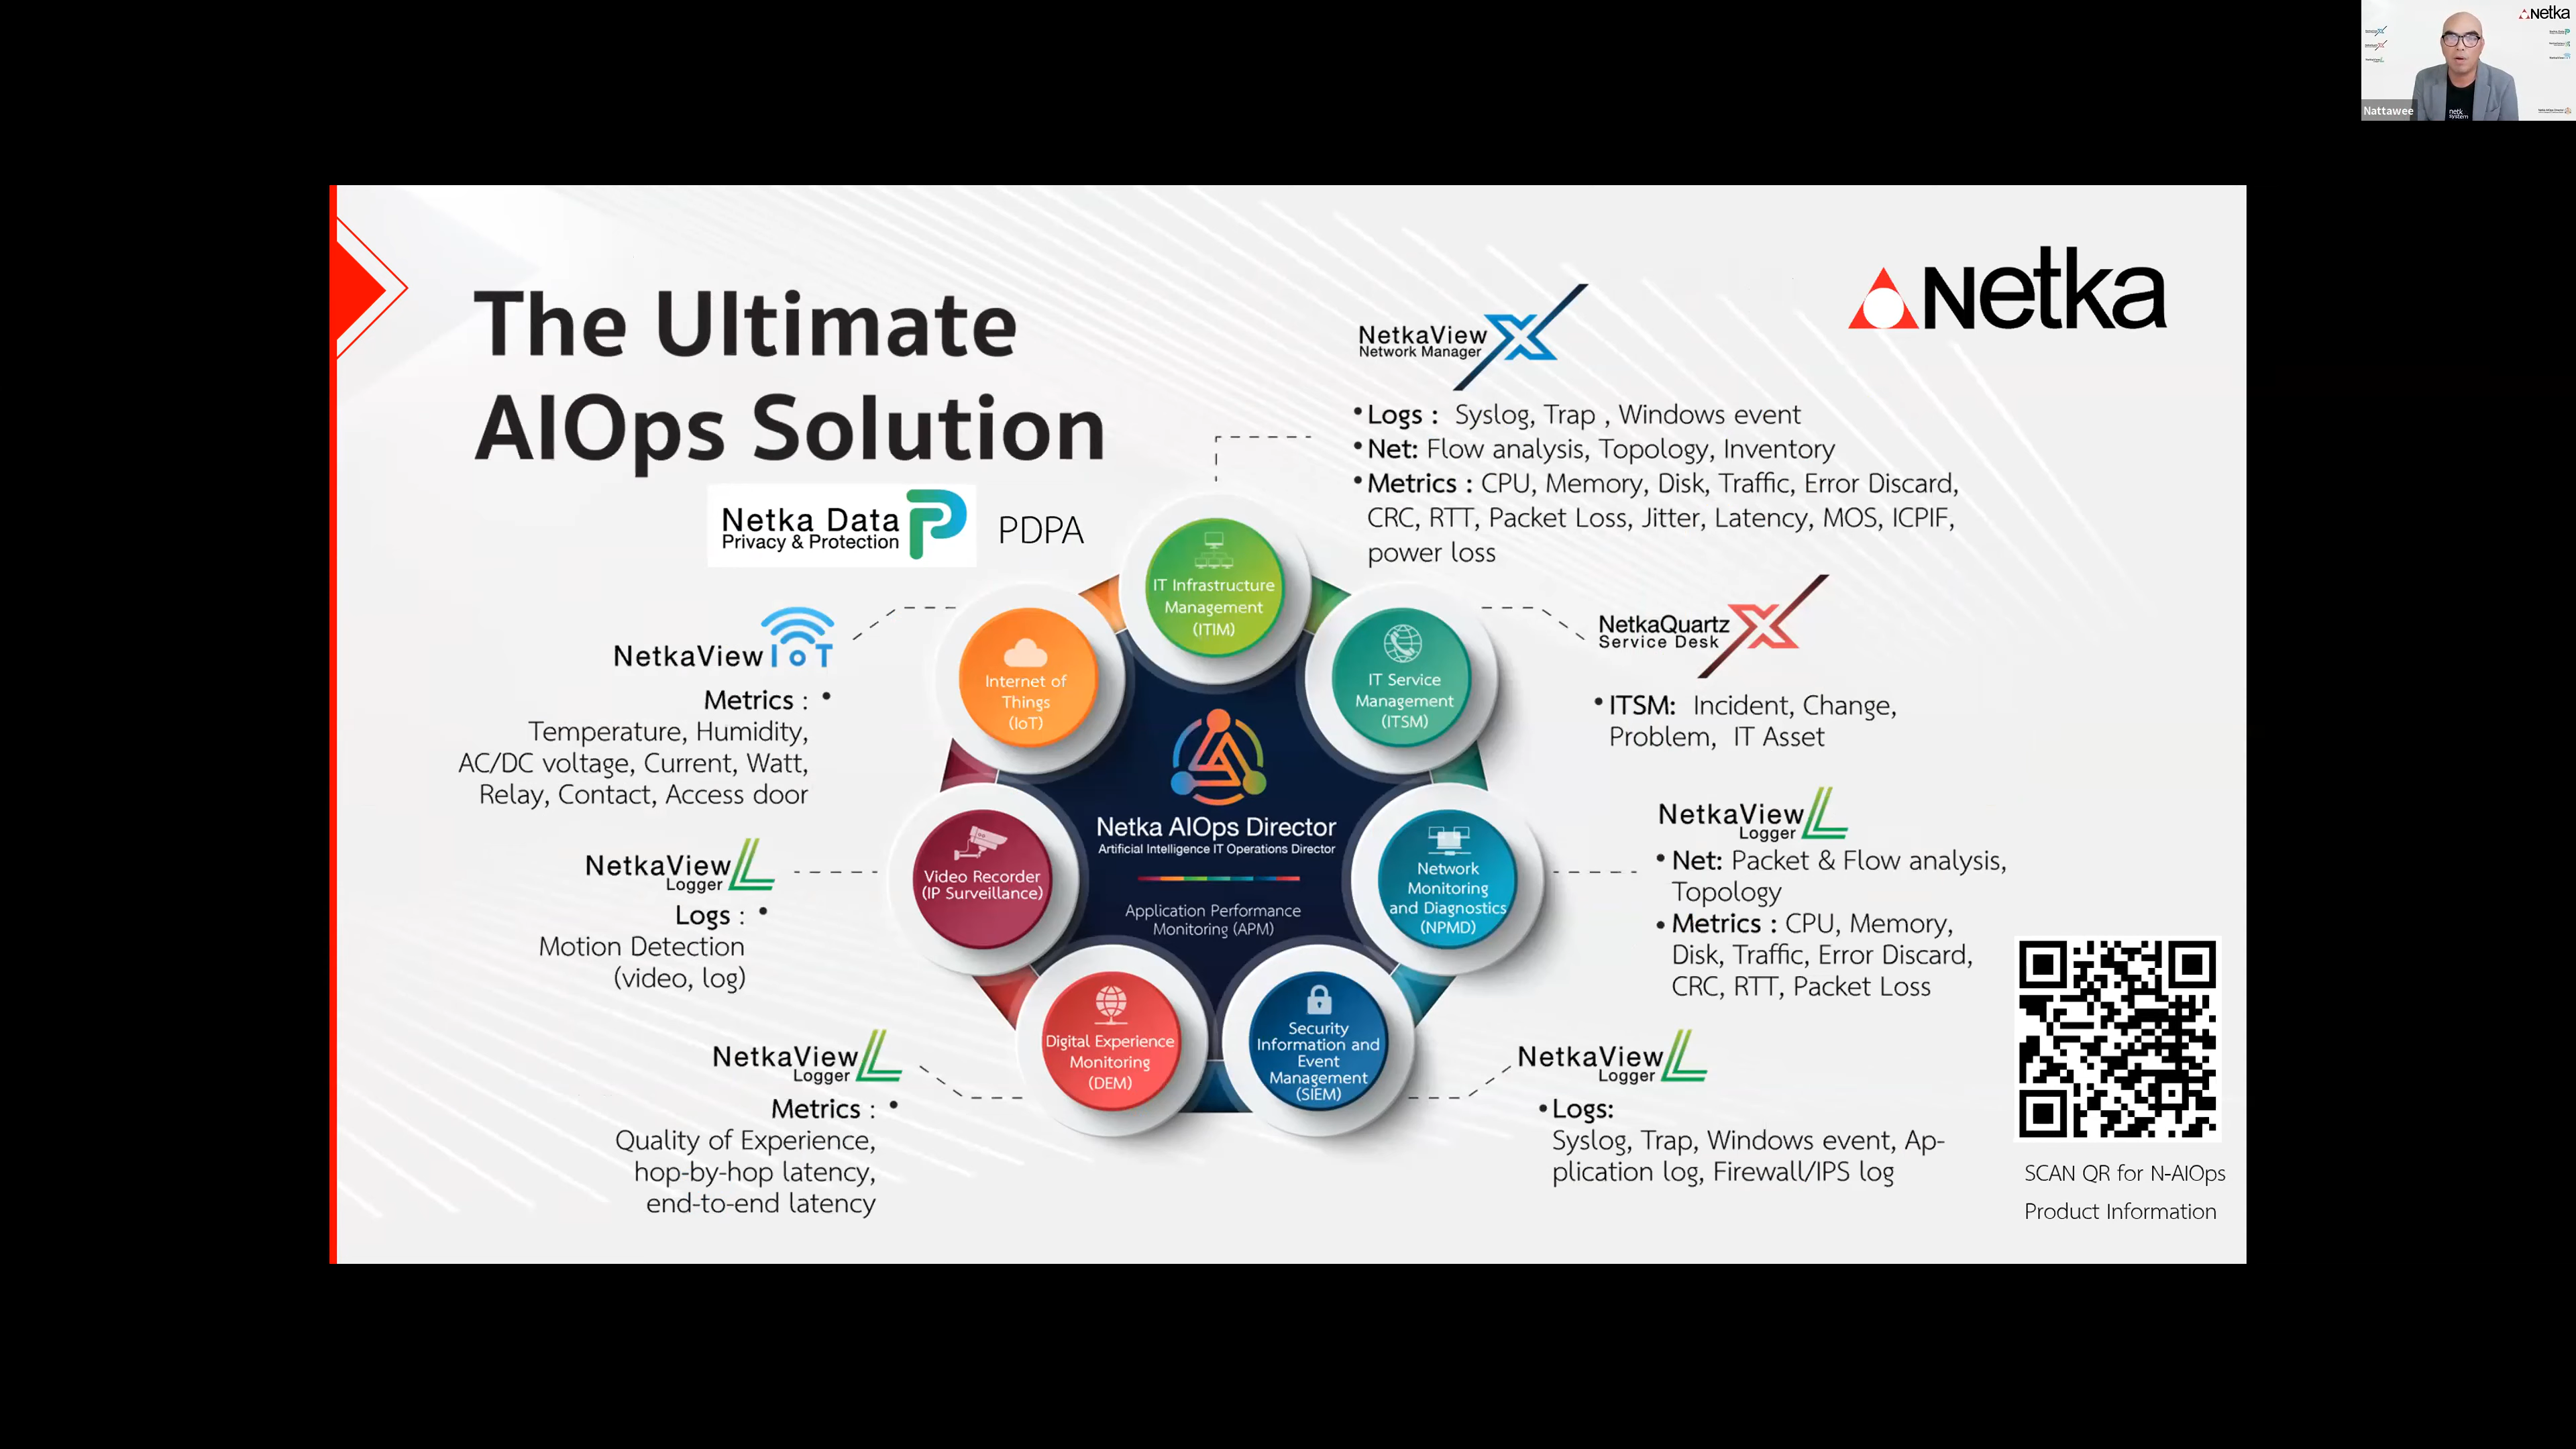 Netka
Nattawee
The Ultimate
AIOps Solution
Netka
Netka Data
Privacy & Protection
PDPA
NetkaView
Network Manager
• Logs : Syslog, Trap , Windows event
• Net: Flow analysis, Topology, Inventory
• Metrics : CPU, Memory, Disk, Traffic, Error Discard,
CRC, RTT, Packet Loss, Jitter, Latency, MOS, ICPIF,
power loss
NetkaQuartz
Service Desk
• ITSM: Incident, Change,
Problem, IT Asset
NetkaView
Logger
• Net: Packet & Flow analysis,
Topology
• Metrics : CPU, Memory,
Disk, Traffic, Error Discard,
CRC, RTT, Packet Loss
NetkaView
Logger
• Logs:
Syslog, Trap, Windows event, Ap-
plication log, Firewall/IPS log
NetkaView IoT
Metrics : •
Temperature, Humidity,
AC/DC voltage, Current, Watt,
Relay, Contact, Access door
NetkaView
Logger
Logs : •
Motion Detection
(video, log)
NetkaView
Logger
Metrics : •
Quality of Experience,
hop-by-hop latency,
end-to-end latency
IT Infrastructure
Management
(ITIM)
IT Service
Management
(ITSM)
Network
Monitoring
and Diagnostics
(NPMD)
Security
Information and
Event
Management
(SIEM)
Digital Experience
Monitoring
(DEM)
Video Recorder
(IP Surveillance)
Internet of
Things
(IoT)
Netka AIOps Director
Artificial Intelligence IT Operations Director
Application Performance
Monitoring (APM)
SCAN QR for N-AIOps
Product Information